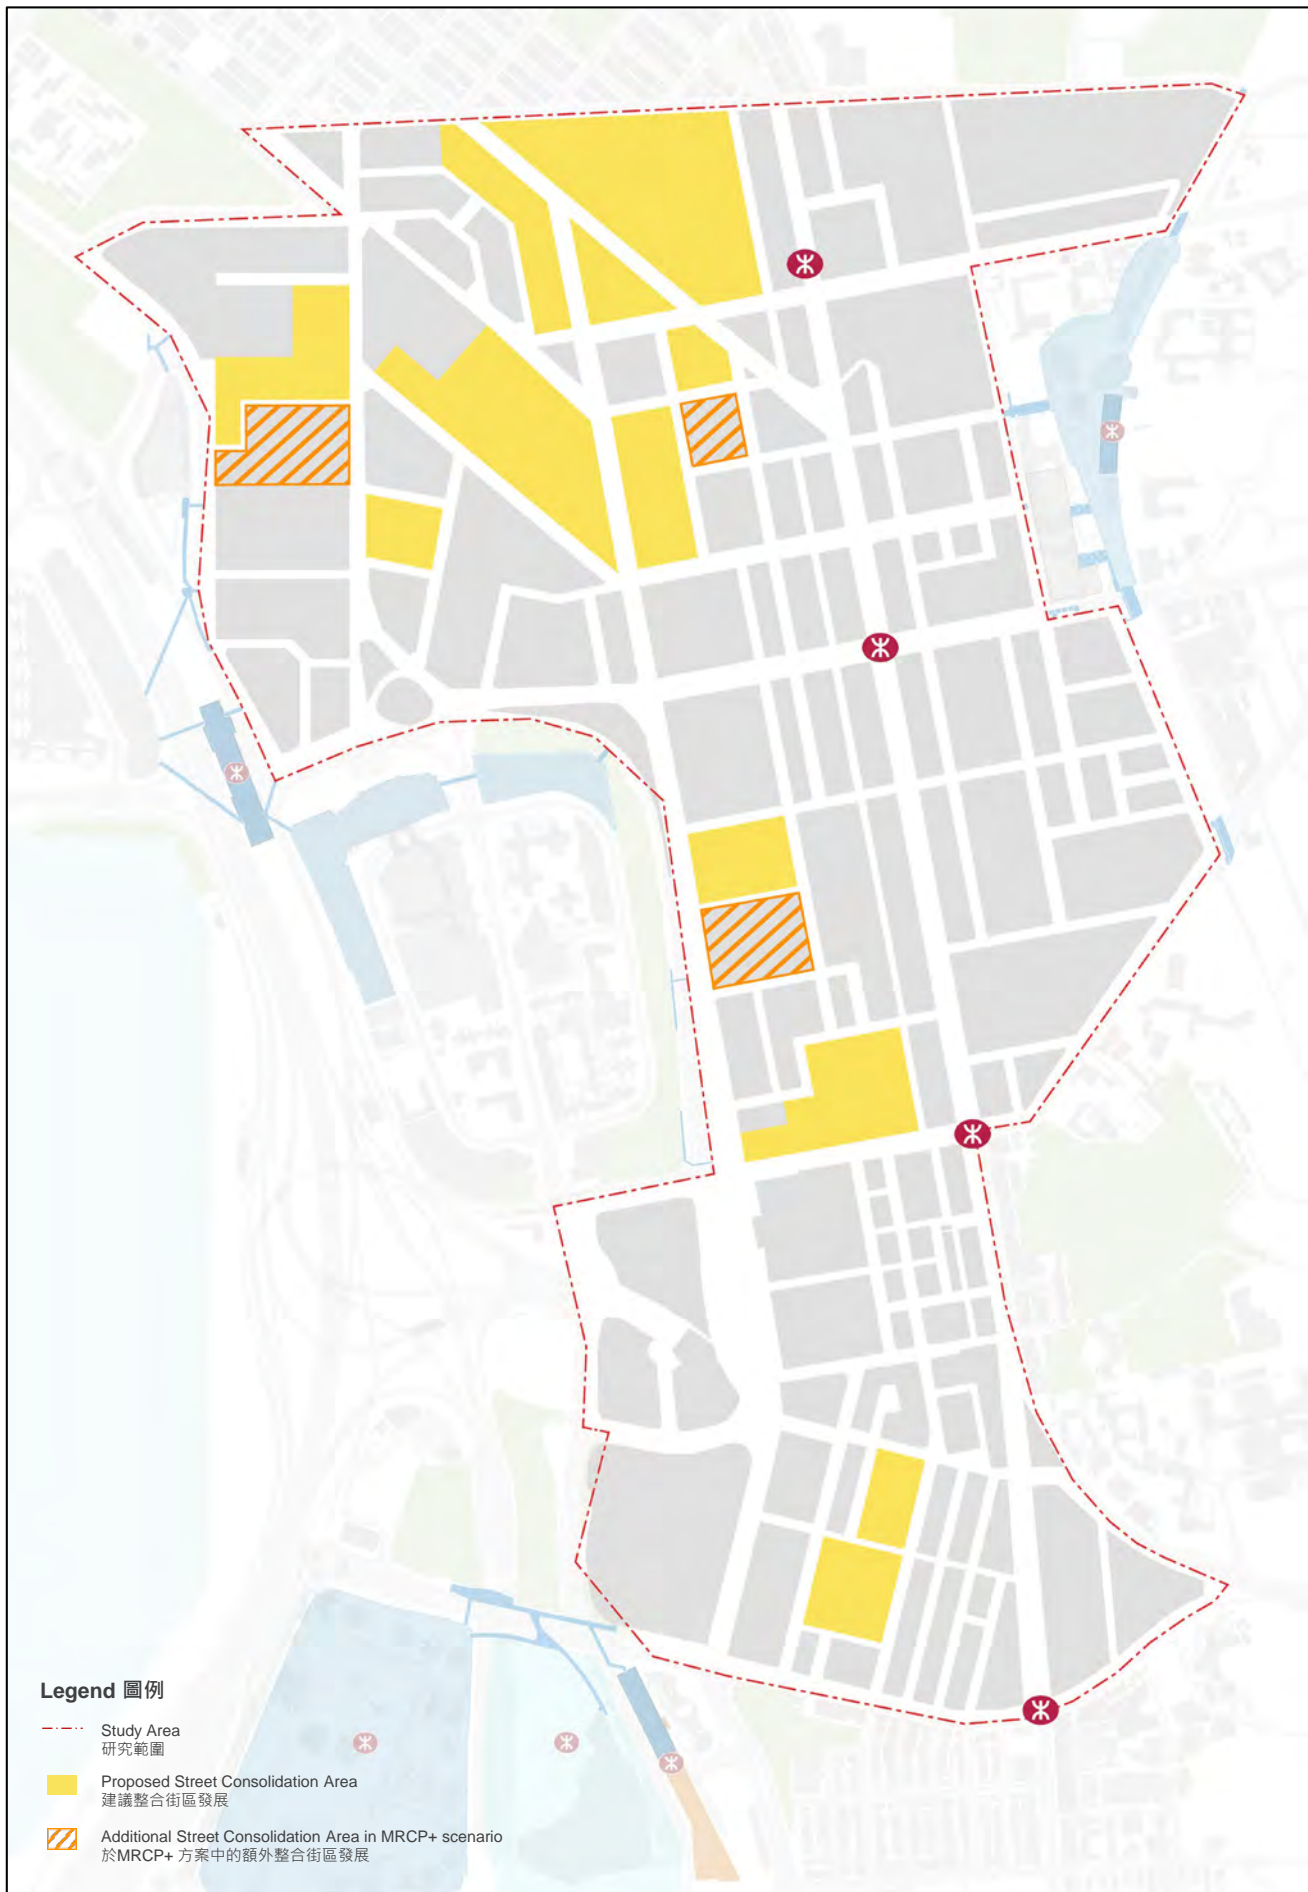 Legend 圖例
Study Area
研究範圍
Proposed Street Consolidation Area
建議整合街區發展
Additional Street Consolidation Area in MRCP+ scenario
於MRCP+ 方案中的額外整合街區發展